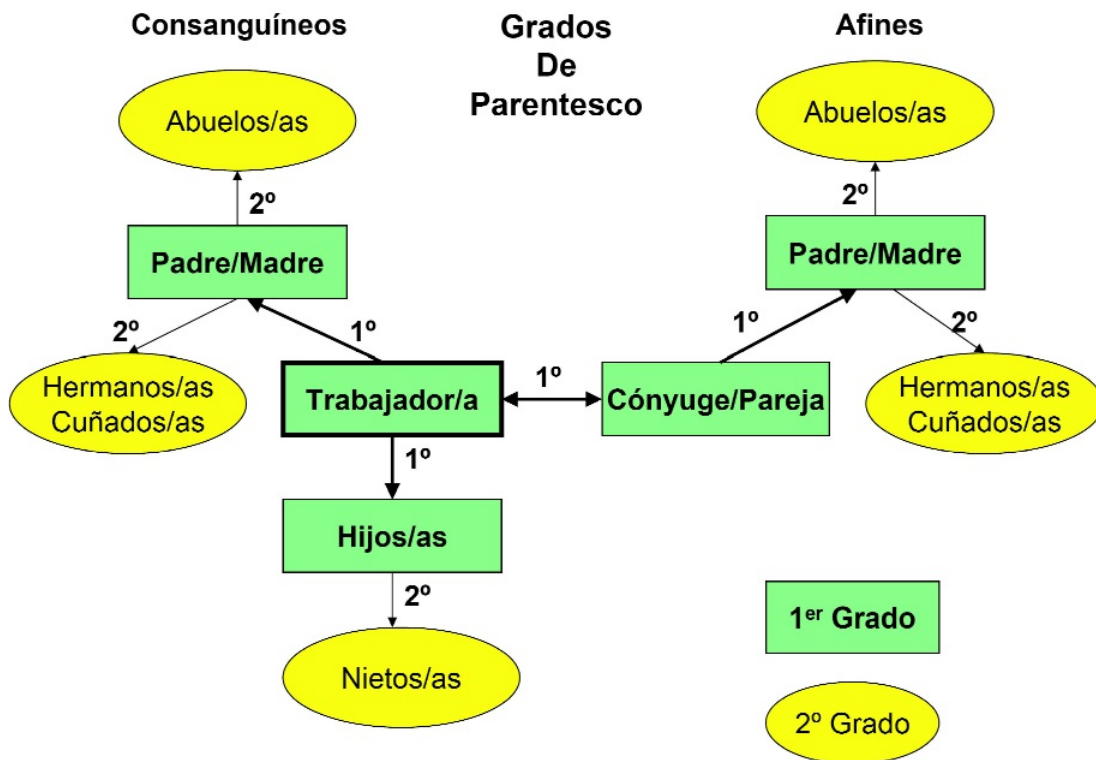 Consanguíneos
Grados
De
Parentesco
Afines
Abuelos/as
Abuelos/as
2º
2º
Padre/Madre
Padre/Madre
2º
1º
1º
2º
Hermanos/as
Cuñados/as
Trabajador/a
1º
Cónyuge/Pareja
Hermanos/as
Cuñados/as
1º
Hijos/as
2º
1er Grado
Nietos/as
2º Grado